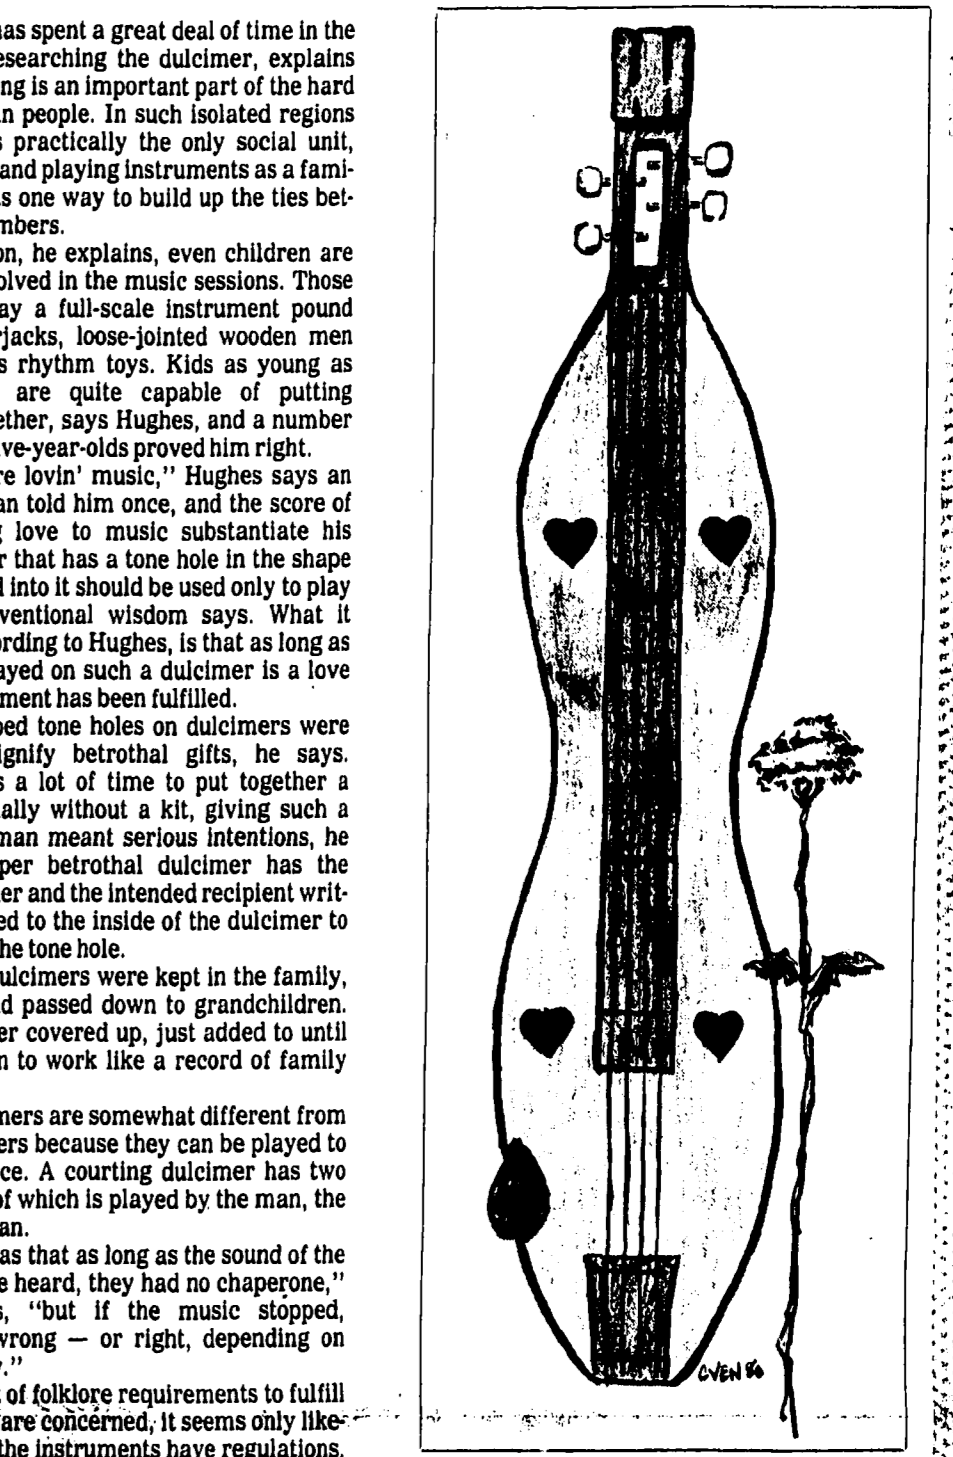 has spent a great deal of time in the
esearching the dulcimer, explains
ng is an important part of the hard
n people. In such isolated regions
s practically the only social unit,
and playing instruments as a fami-
s one way to build up the ties bet-
mbers.
on, he explains, even children are
olved in the music sessions. Those
ay a full-scale instrument pound
rjacks, loose-jointed wooden men
s rhythm toys. Kids as young as
are quite capable of putting
ether, says Hughes, and a number
ve-year-olds proved him right.
re lovin' music," Hughes says an
an told him once, and the score of
g love to music substantiate his
r that has a tone hole in the shape
d into it should be used only to play
ventional wisdom says. What it
ording to Hughes, is that as long as
ayed on such a dulcimer is a love
ment has been fulfilled.
ped tone holes on dulcimers were
ignify betrothal gifts, he says.
s a lot of time to put together a
ally without a kit, giving such a
man meant serious intentions, he
per betrothal dulcimer has the
er and the intended recipient writ-
ed to the inside of the dulcimer to
the tone hole.
ulcimers were kept in the family,
d passed down to grandchildren.
er covered up, just added to until
n to work like a record of family
mers are somewhat different from
ers because they can be played to
ce. A courting dulcimer has two
of which is played by the man, the
an.
as that as long as the sound of the
e heard, they had no chaperone,"
s, "but if the music stopped,
wrong — or right, depending on
."
t of folklore requirements to fulfill
are concerned, it seems only like-
the instruments have regulations.
CVEN 86